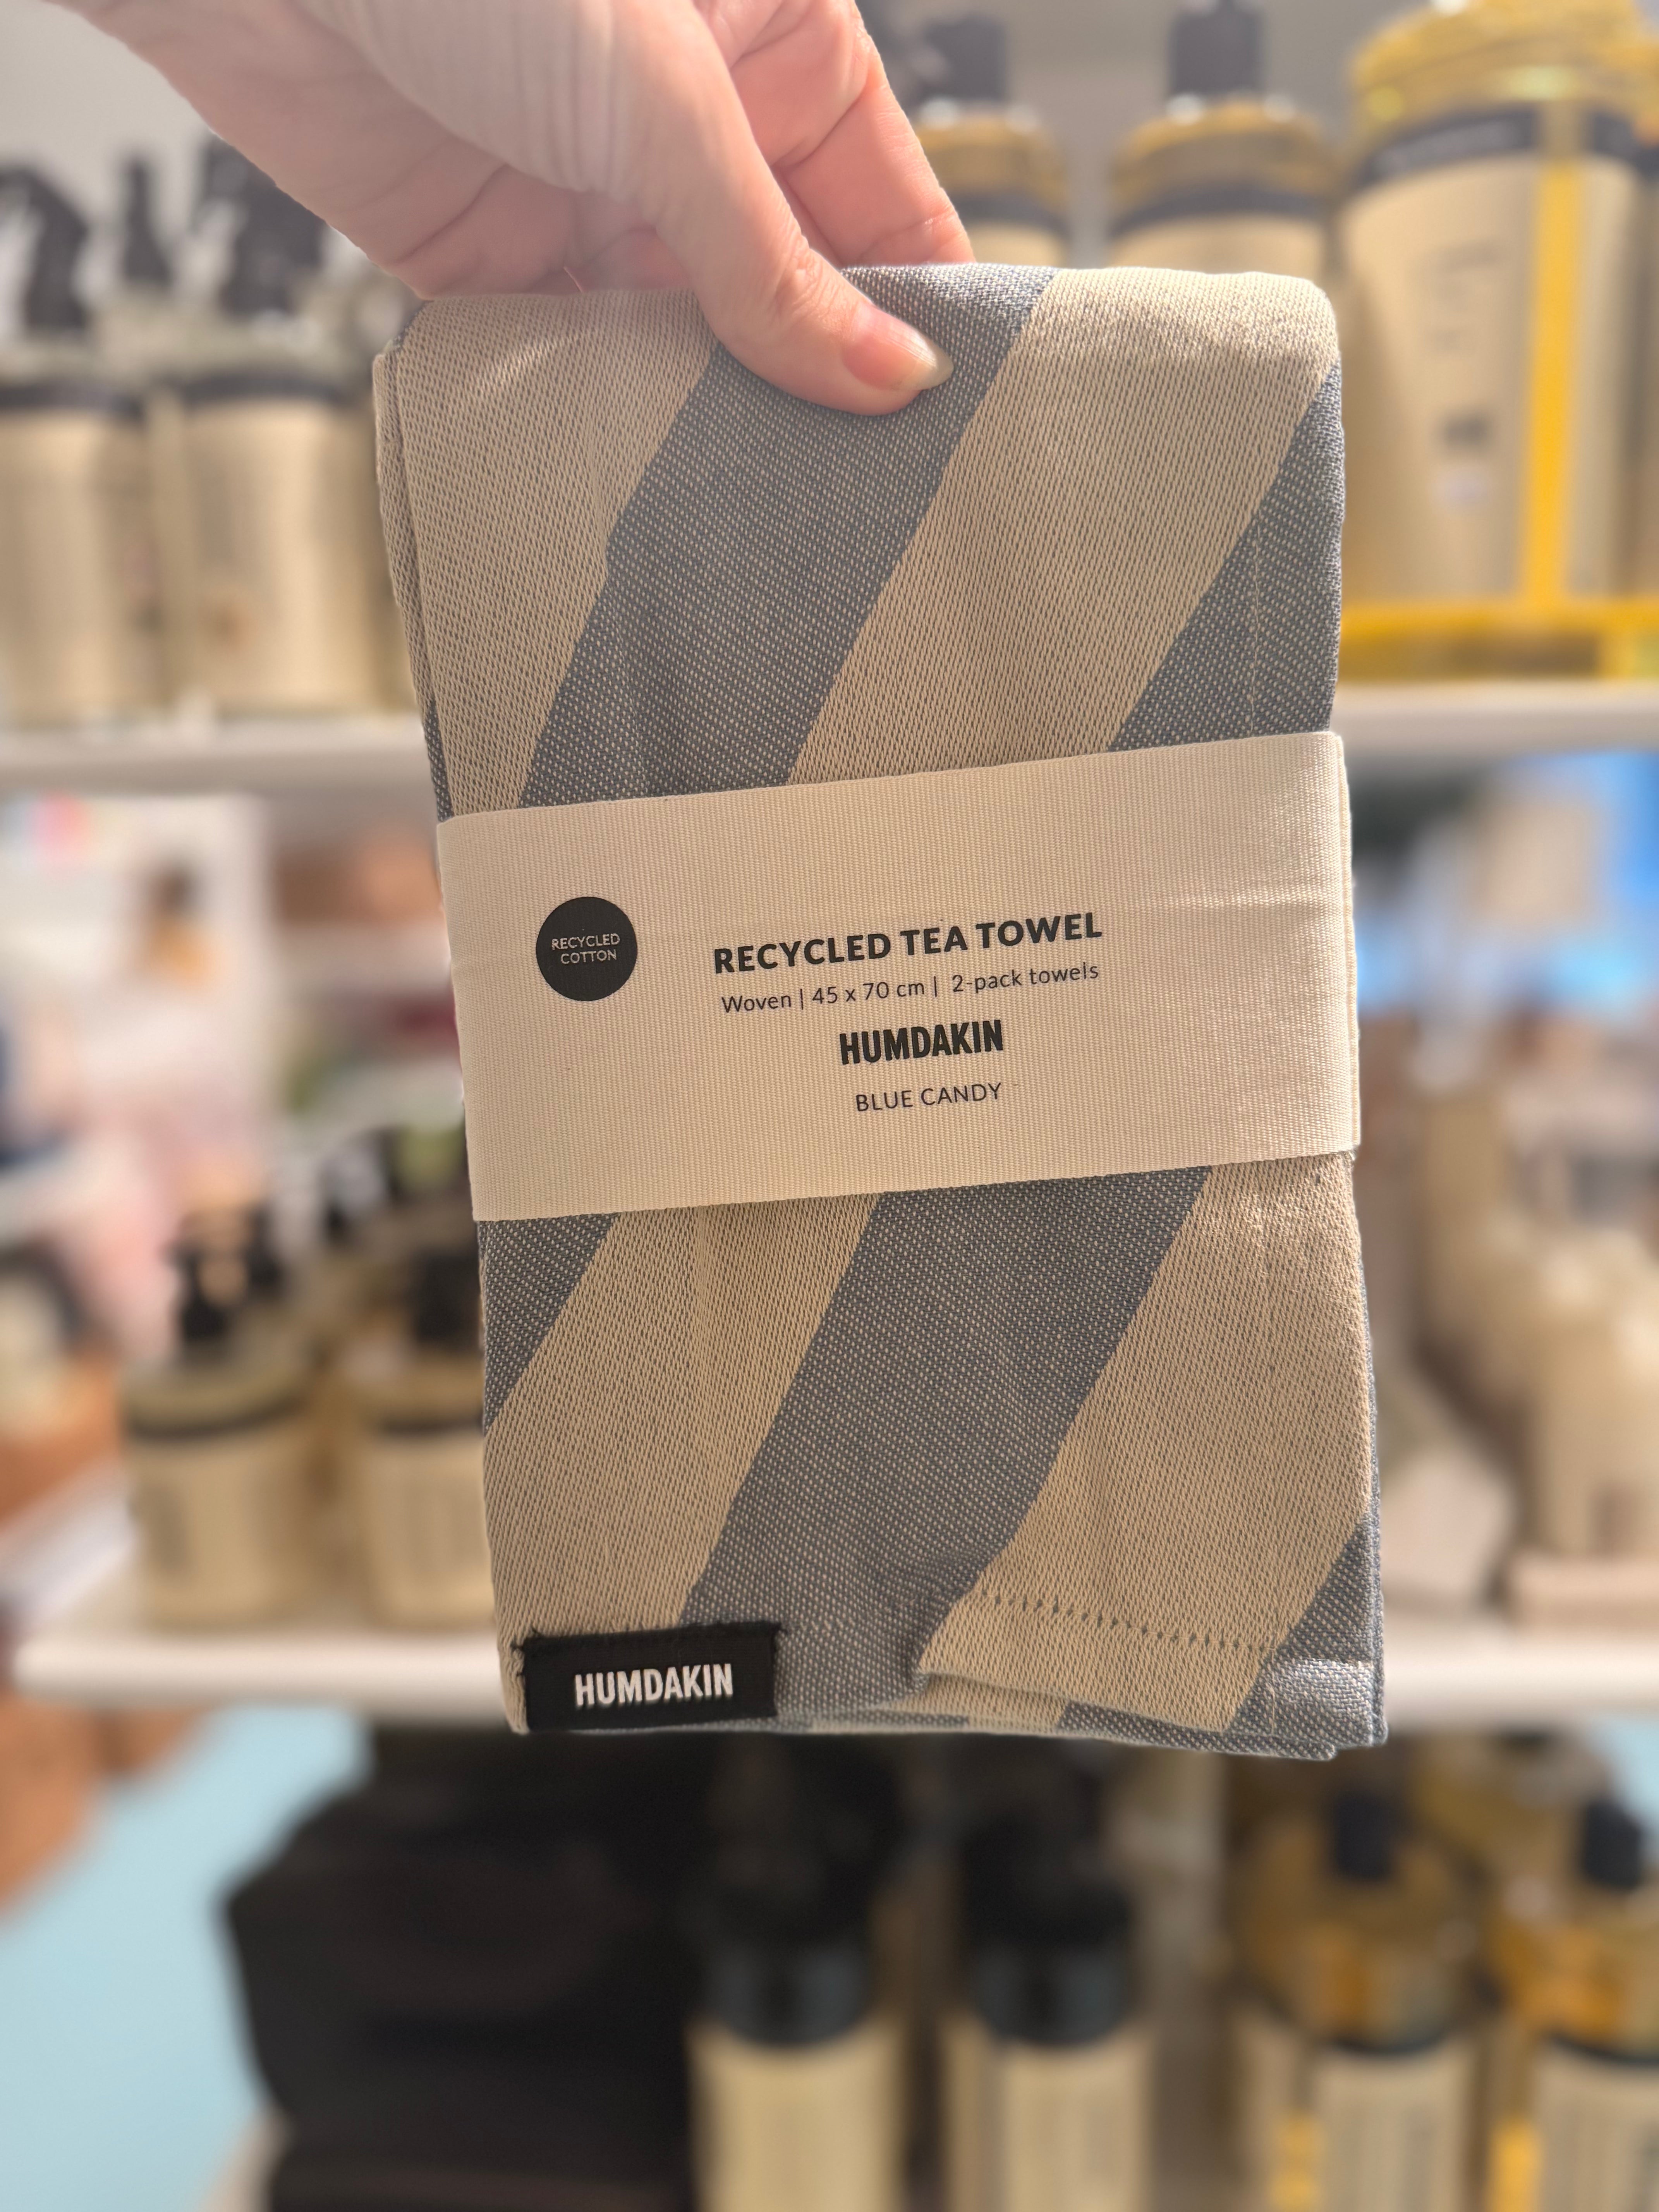 RECYCLED
COTTON
RECYCLED TEA TOWEL
Woven | 45 x 70 cm | 2-pack towels
HUMDAKIN
BLUE CANDY
HUMDAKIN